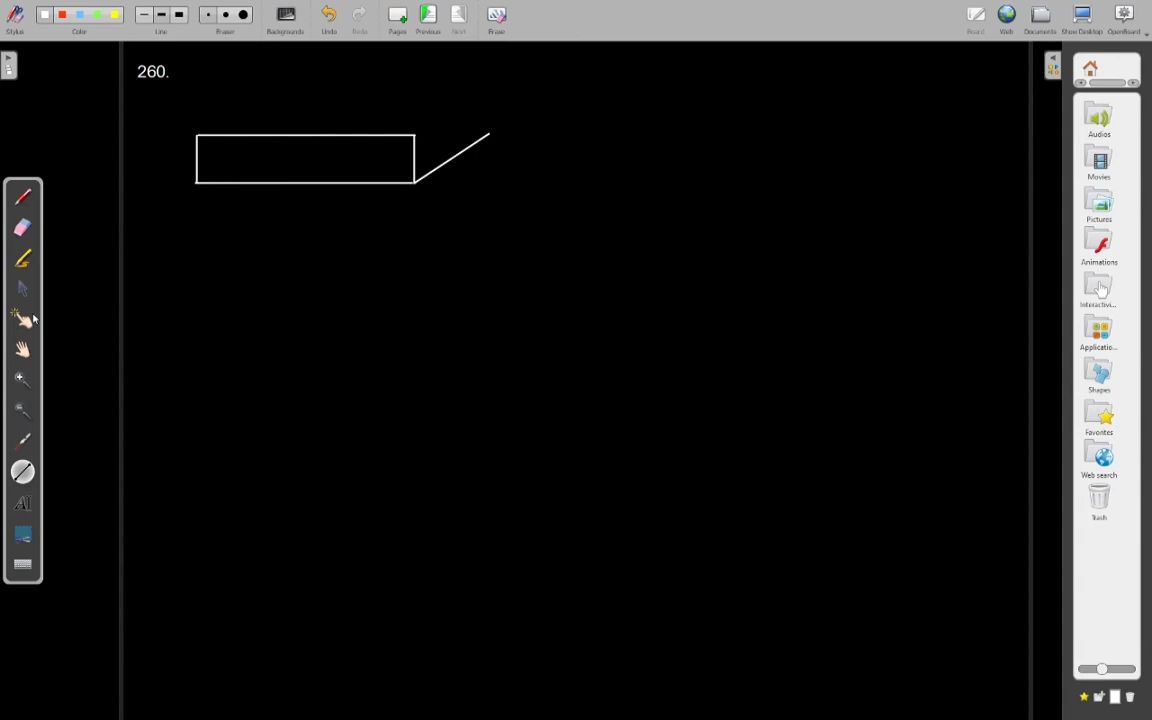 Stylus Color Line Eraser Backgrounds Undo Redo Pages Previous Next Erase Board Web Documents Show Desktop OpenBoard
260.
Audios
Movies
Pictures
Animations
Interactivi...
Applicatio...
Shapes
Favorites
Web search
Trash
AI